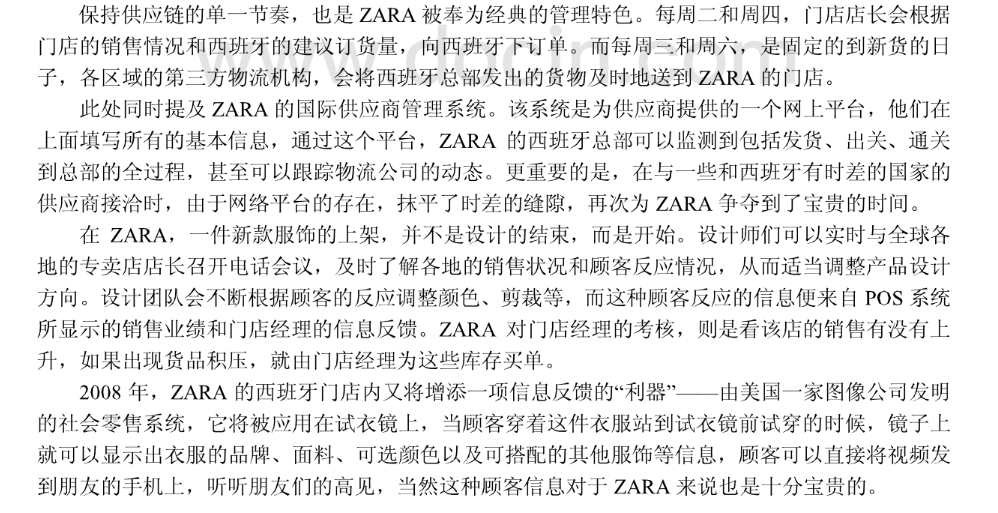 保持供应链的单一节奏，也是 ZARA 被奉为经典的管理特色。每周二和周四，门店店长会根据
门店的销售情况和西班牙的建议订货量，向西班牙下订单。而每周三和周六，是固定的到新货的日
子，各区域的第三方物流机构，会将西班牙总部发出的货物及时地送到 ZARA 的门店。
此处同时提及 ZARA 的国际供应商管理系统。该系统是为供应商提供的一个网上平台，他们在
上面填写所有的基本信息，通过这个平台，ZARA 的西班牙总部可以监测到包括发货、出关、通关
到总部的全过程，甚至可以跟踪物流公司的动态。更重要的是，在与一些和西班牙有时差的国家的
供应商接洽时，由于网络平台的存在，抹平了时差的缝隙，再次为 ZARA 争夺到了宝贵的时间。
在 ZARA，一件新款服饰的上架，并不是设计的结束，而是开始。设计师们可以实时与全球各
地的专卖店店长召开电话会议，及时了解各地的销售状况和顾客反应情况，从而适当调整产品设计
方向。设计团队会不断根据顾客的反应调整颜色、剪裁等，而这种顾客反应的信息便来自 POS 系统
所显示的销售业绩和门店经理的信息反馈。ZARA 对门店经理的考核，则是看该店的销售有没有上
升，如果出现货品积压，就由门店经理为这些库存买单。
2008 年，ZARA 的西班牙门店内又将增添一项信息反馈的“利器”——由美国一家图像公司发明
的社会零售系统，它将被应用在试衣镜上，当顾客穿着这件衣服站到试衣镜前试穿的时候，镜子上
就可以显示出衣服的品牌、面料、可选颜色以及可搭配的其他服饰等信息，顾客可以直接将视频发
到朋友的手机上，听听朋友们的高见，当然这种顾客信息对于 ZARA 来说也是十分宝贵的。